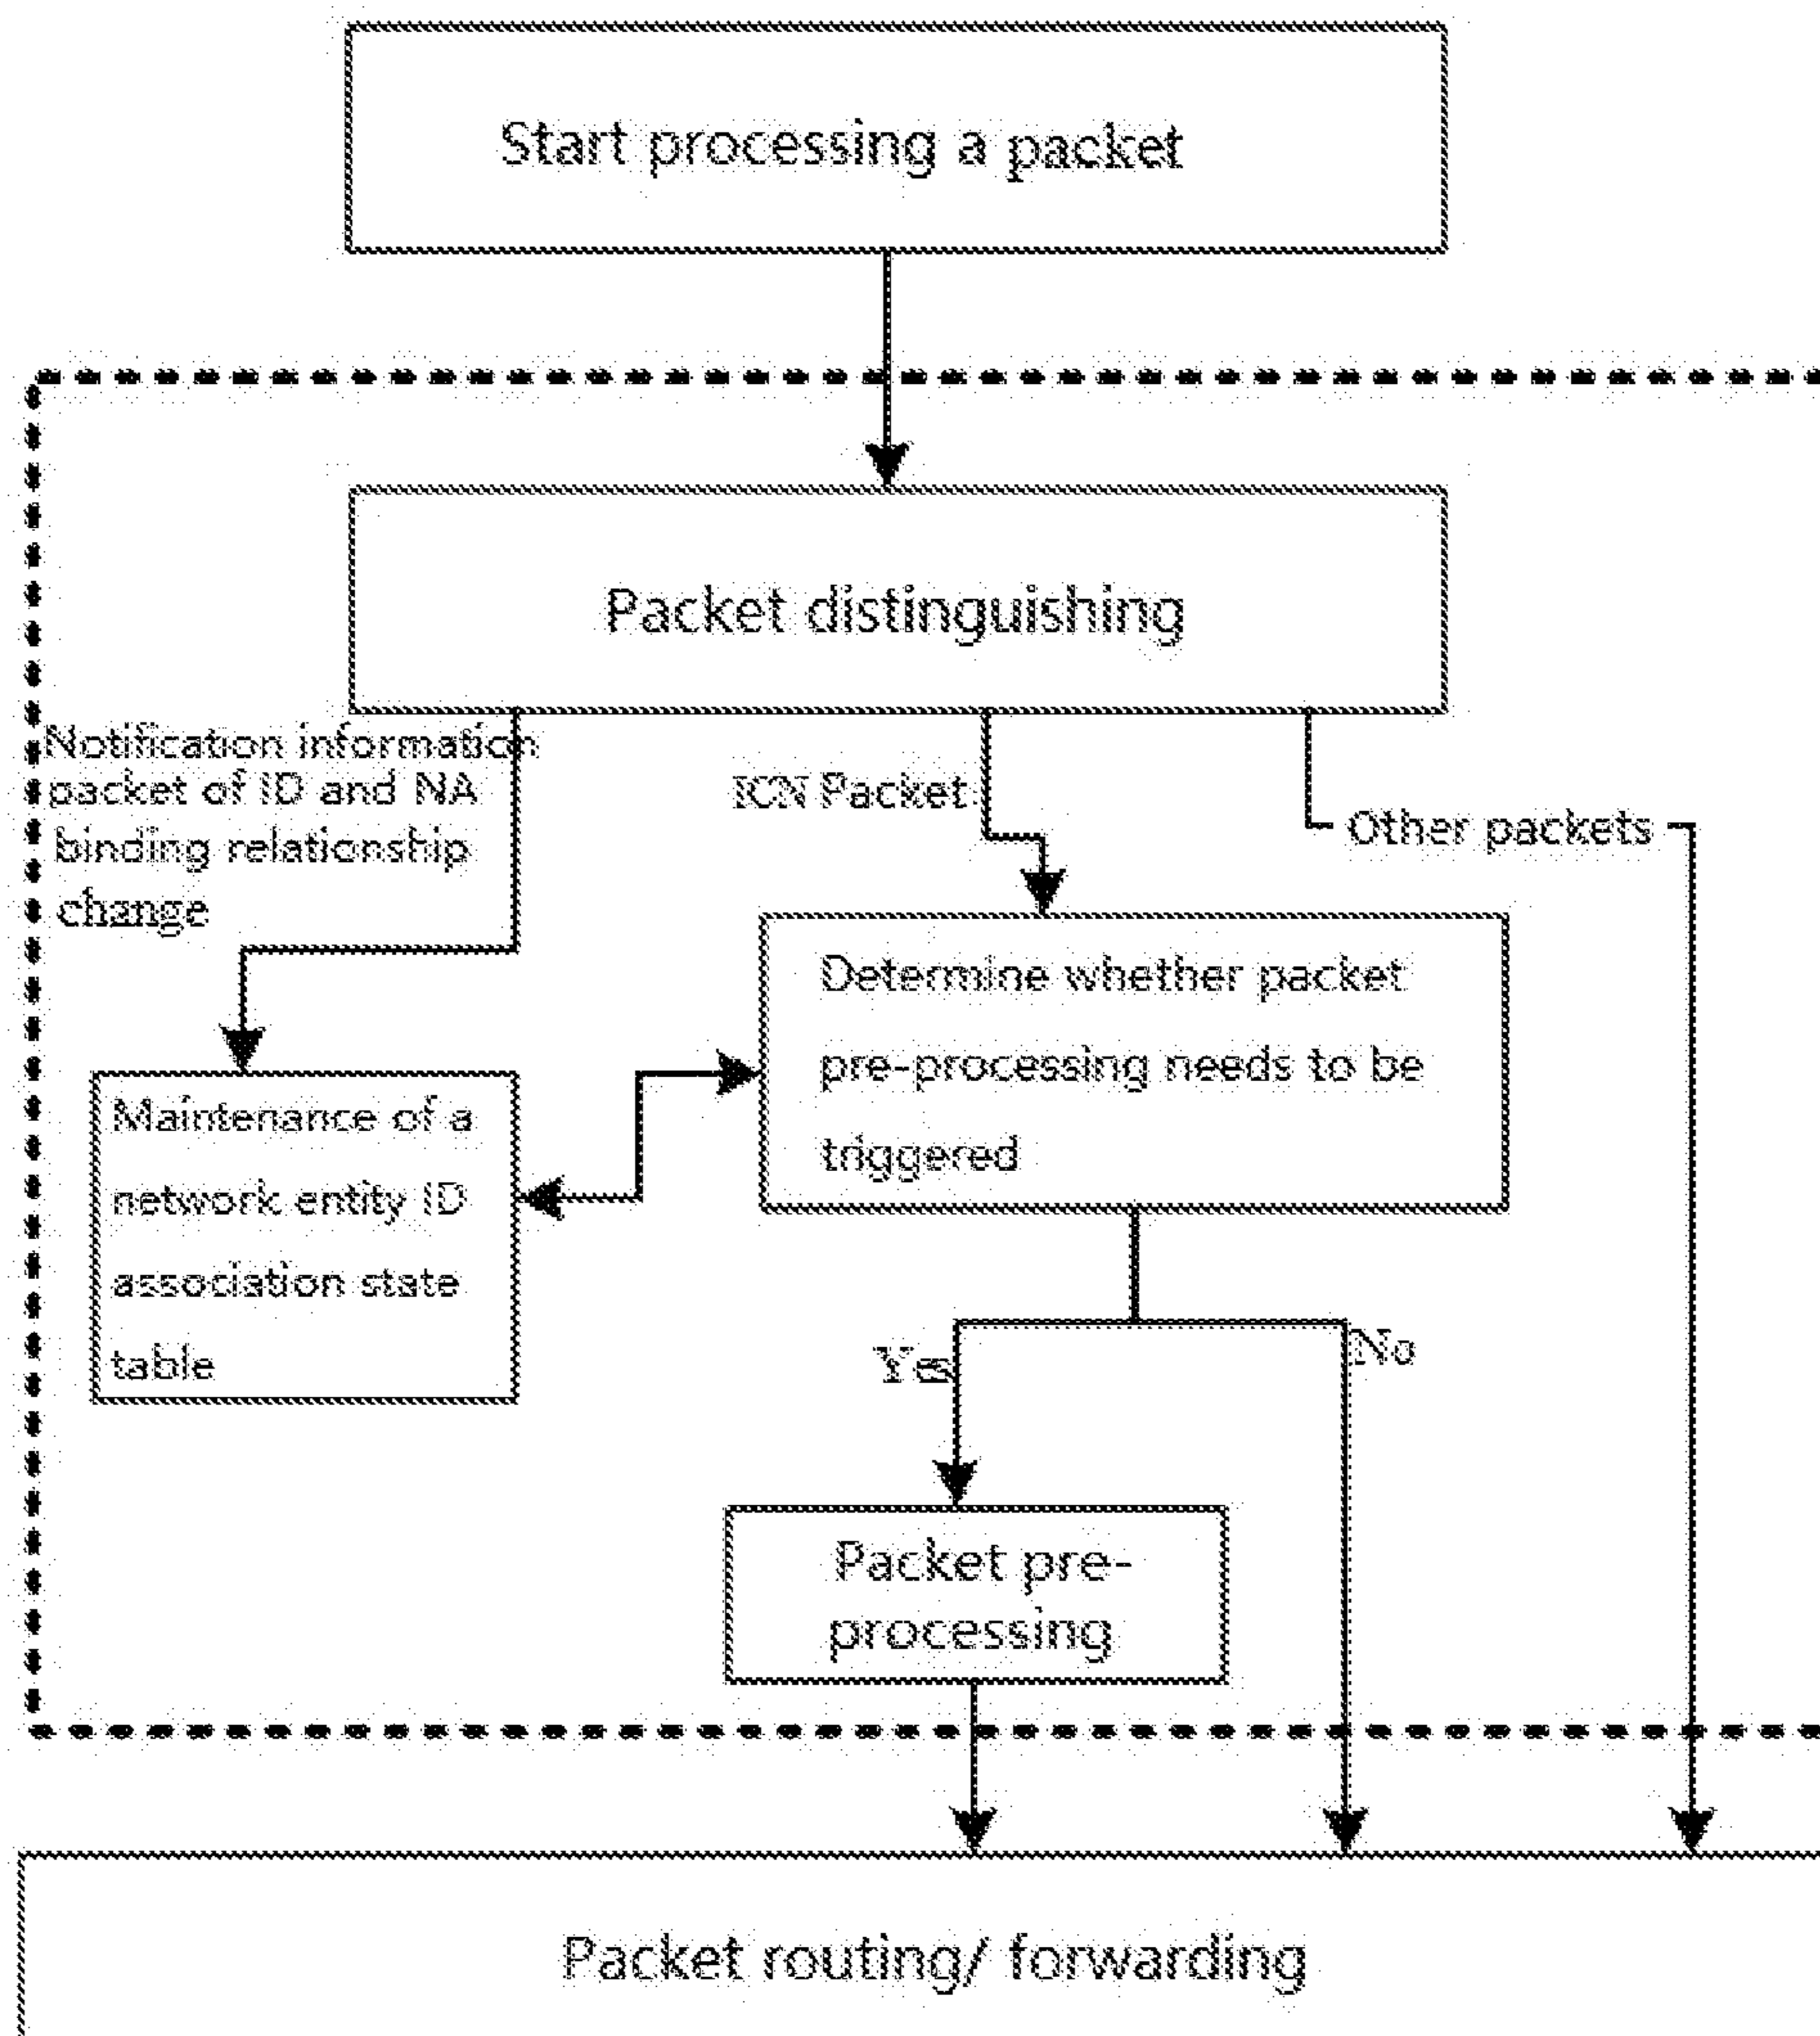 Start processing a packet
Packet distinguishing
Notification information
packet of ID and NA
binding relationship
change
ICN Packet
Other packets
Determine whether packet
pre-processing needs to be
triggered
Maintenance of a
network entity ID
association state
table
Yes
No
Packet pre-
processing
Packet routing/ forwarding